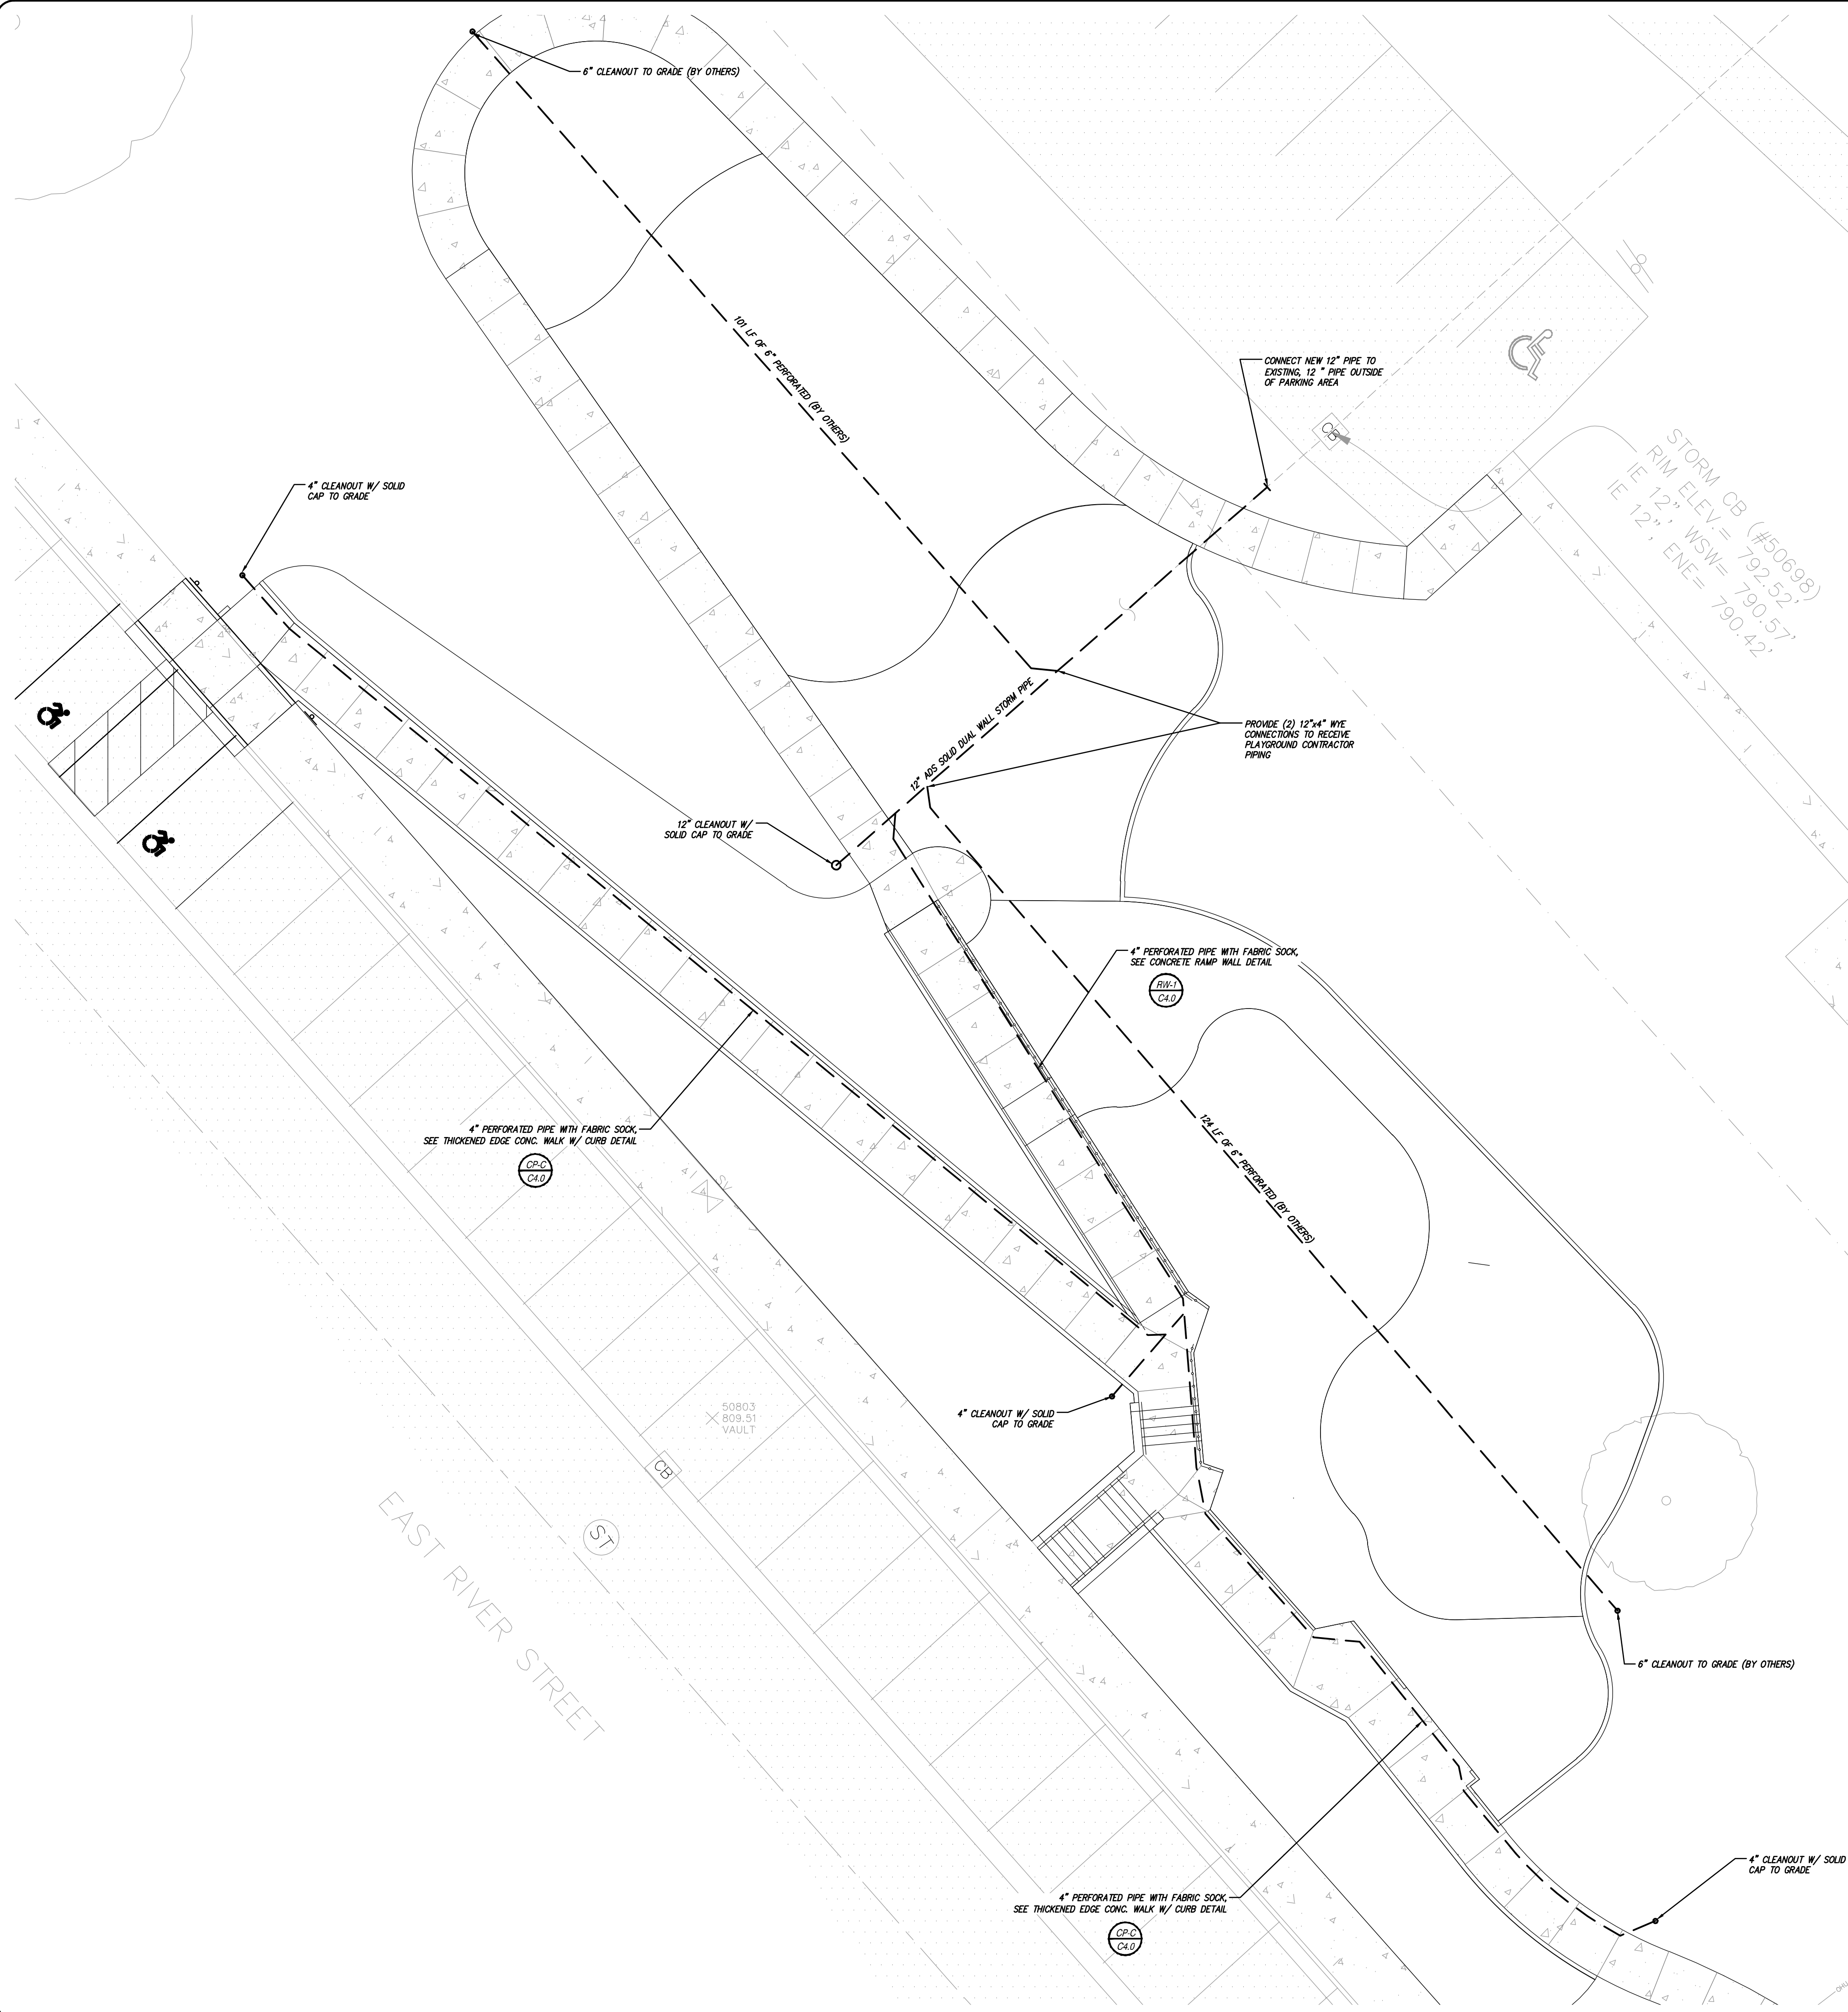 6" CLEANOUT TO GRADE (BY OTHERS)
101 LF OF 6" PERFORATED (BY OTHERS)
CONNECT NEW 12" PIPE TO
EXISTING, 12 " PIPE OUTSIDE
OF PARKING AREA
CB
STORM CB (#50698)
RIM ELEV.= 792.52'
IE 12", WSW= 790.57'
IE 12", ENE= 790.42'
4" CLEANOUT W/ SOLID
CAP TO GRADE
12" ADS SOLID DUAL WALL STORM PIPE
PROVIDE (2) 12"x4" WYE
CONNECTIONS TO RECEIVE
PLAYGROUND CONTRACTOR
PIPING
12" CLEANOUT W/
SOLID CAP TO GRADE
4" PERFORATED PIPE WITH FABRIC SOCK,
SEE CONCRETE RAMP WALL DETAIL
RW-1
C4.0
4" PERFORATED PIPE WITH FABRIC SOCK,
SEE THICKENED EDGE CONC. WALK W/ CURB DETAIL
CP-C
C4.0
124 LF OF 6" PERFORATED (BY OTHERS)
SV
4" CLEANOUT W/ SOLID
CAP TO GRADE
50803
809.51
VAULT
CB
ST
EAST RIVER STREET
6" CLEANOUT TO GRADE (BY OTHERS)
4" CLEANOUT W/ SOLID
CAP TO GRADE
4" PERFORATED PIPE WITH FABRIC SOCK,
SEE THICKENED EDGE CONC. WALK W/ CURB DETAIL
CP-C
C4.0